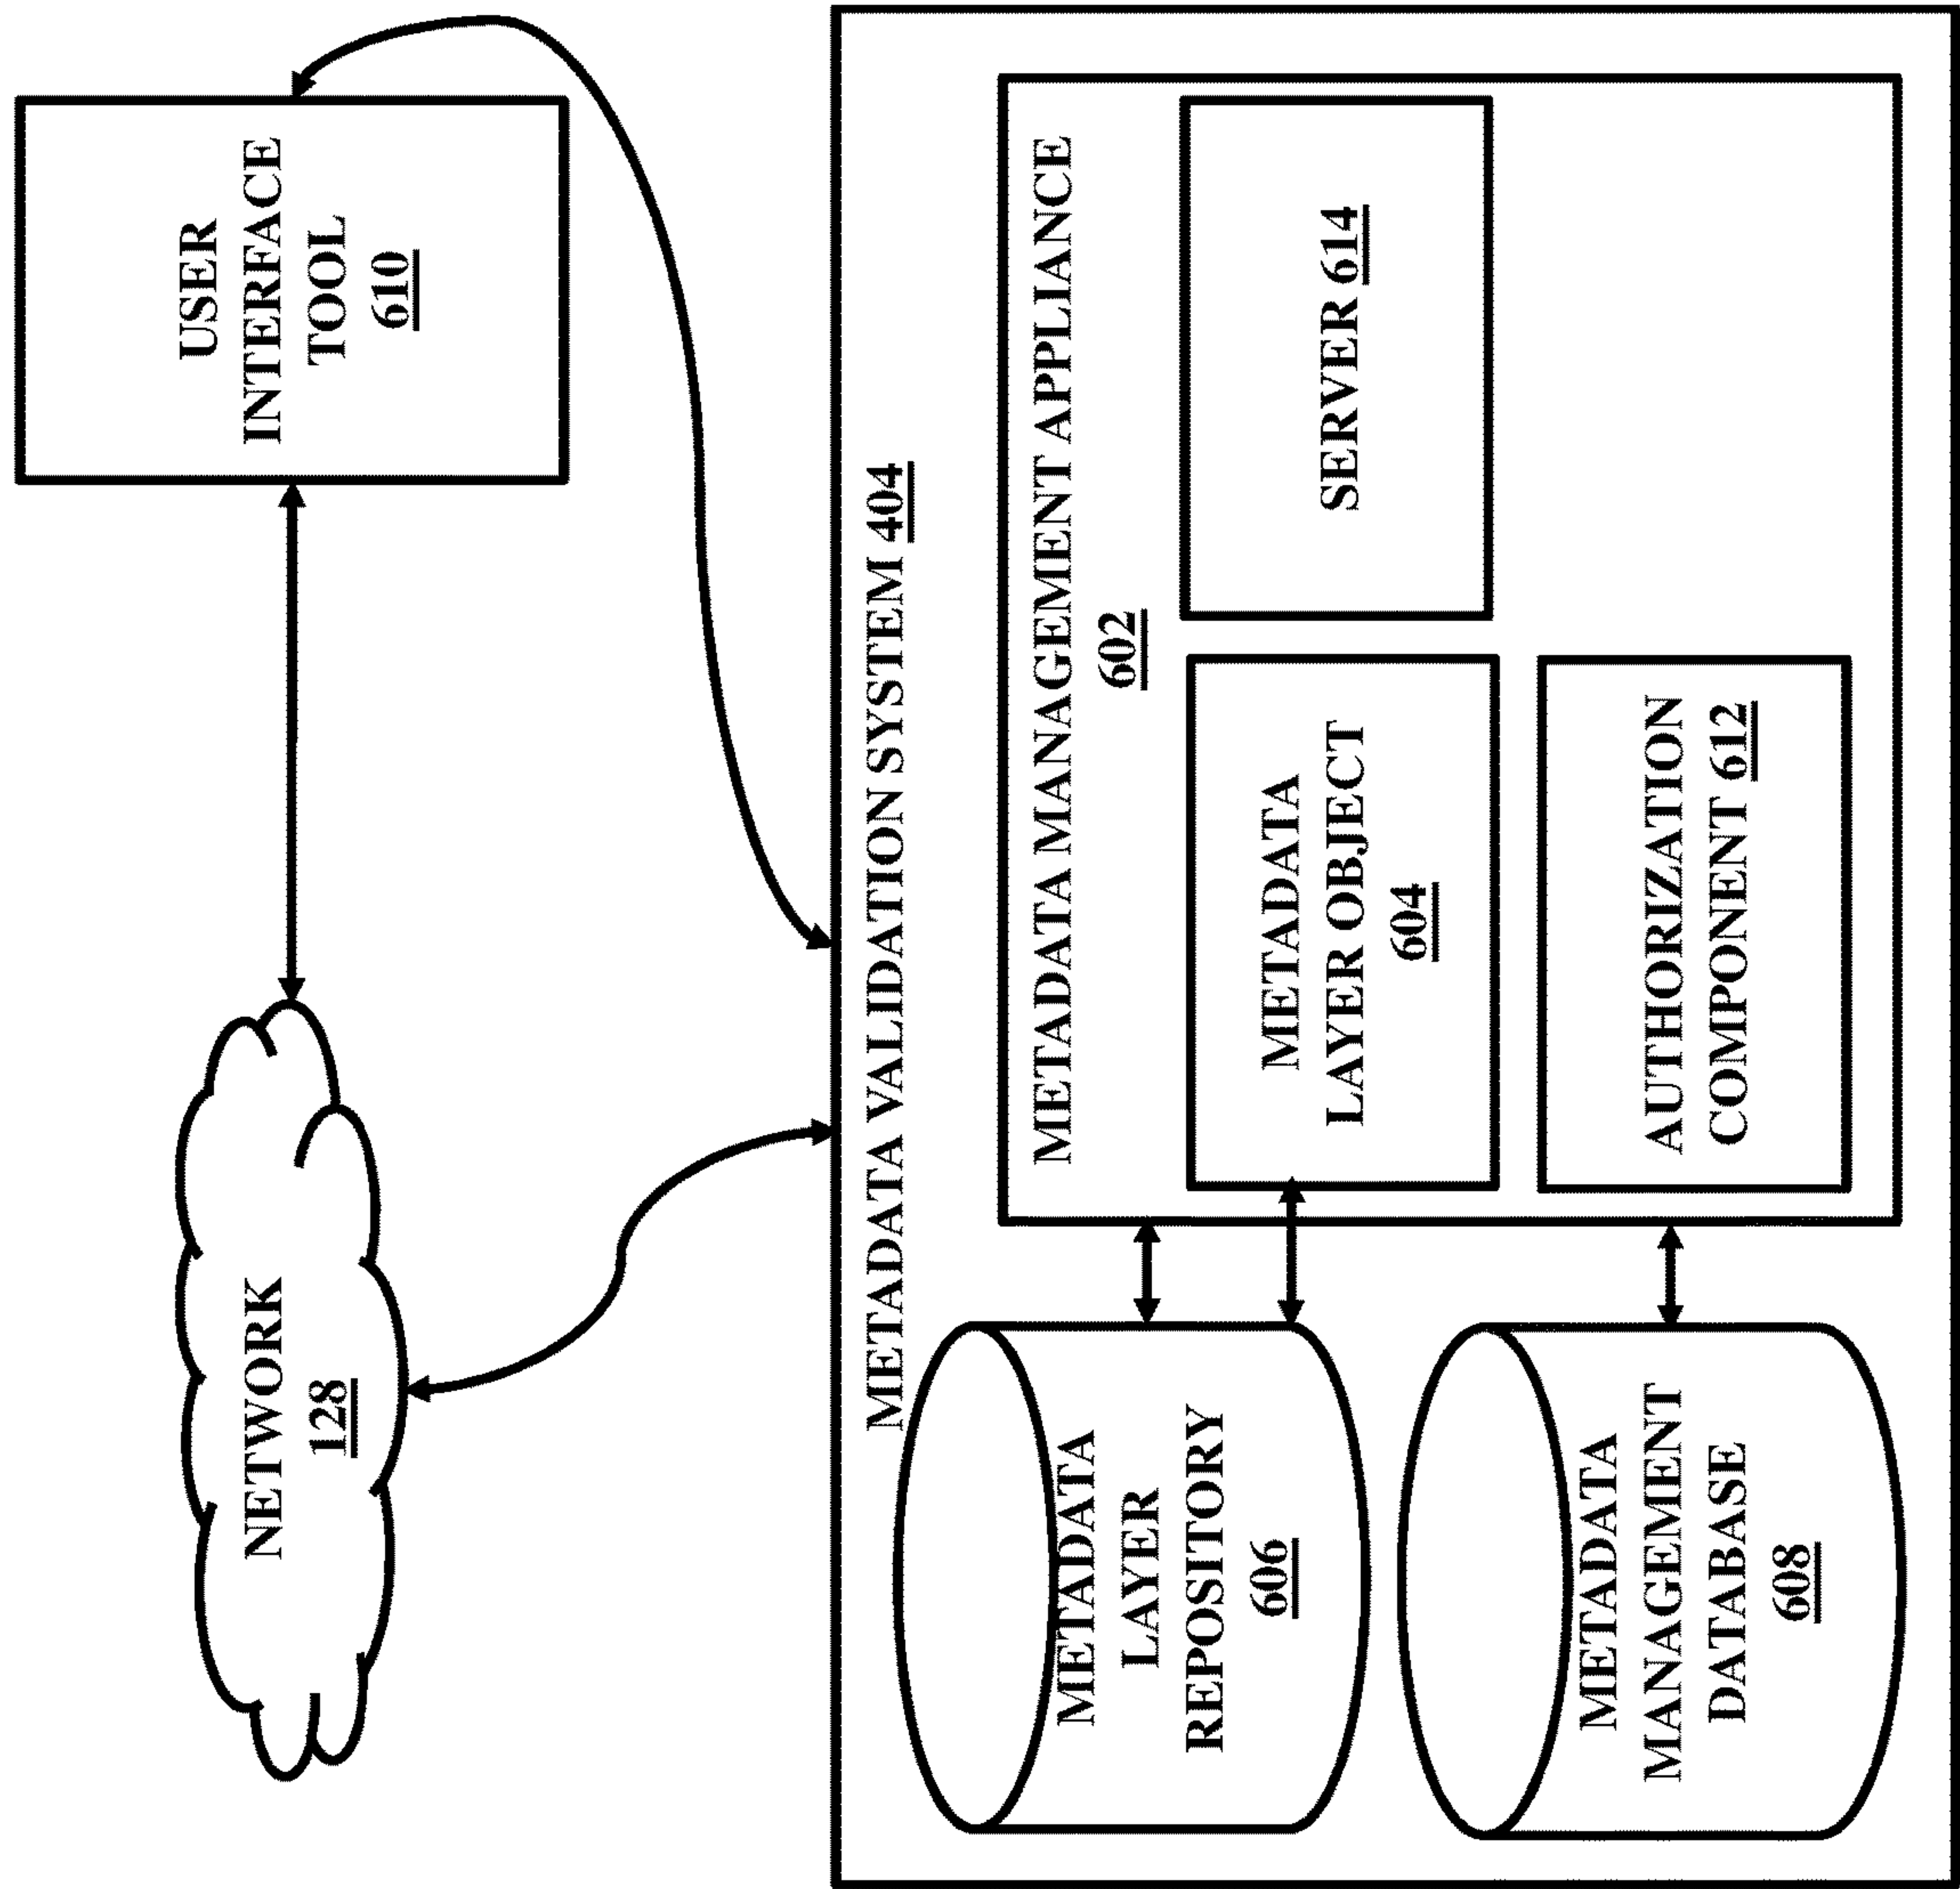 NETWORK
128
USER
INTERFACE
TOOL
610
METADATA VALIDATION SYSTEM 404
METADATA
LAYER
REPOSITORY
606
METADATA
MANAGEMENT
DATABASE
608
METADATA MANAGEMENT APPLIANCE
602
METADATA
LAYER OBJECT
604
SERVER 614
AUTHORIZATION
COMPONENT 612